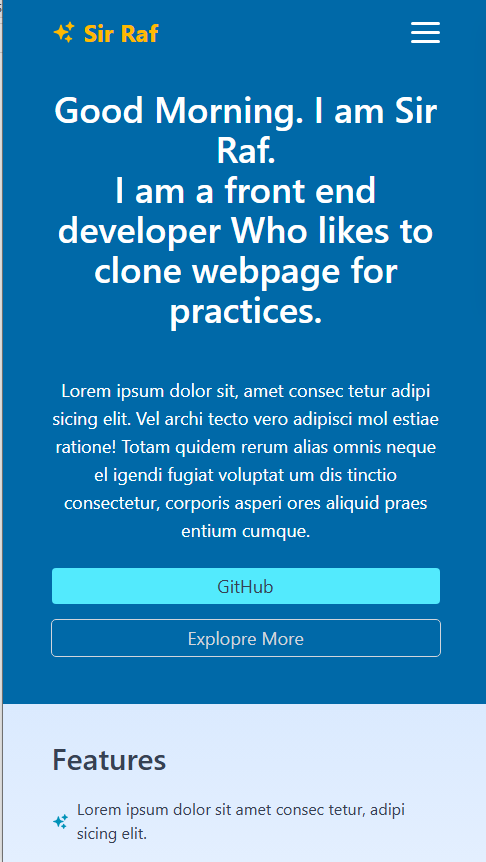 Sir Raf
Good Morning. I am Sir
Raf.
I am a front end
developer Who likes to
clone webpage for
practices.
Lorem ipsum dolor sit, amet consec tetur adipi
sicing elit. Vel archi tecto vero adipisci mol estiae
ratione! Totam quidem rerum alias omnis neque
el igendi fugiat voluptat um dis tinctio
consectetur, corporis asperi ores aliquid praes
entium cumque.
GitHub
Explopre More
Features
Lorem ipsum dolor sit amet consec tetur, adipi
sicing elit.